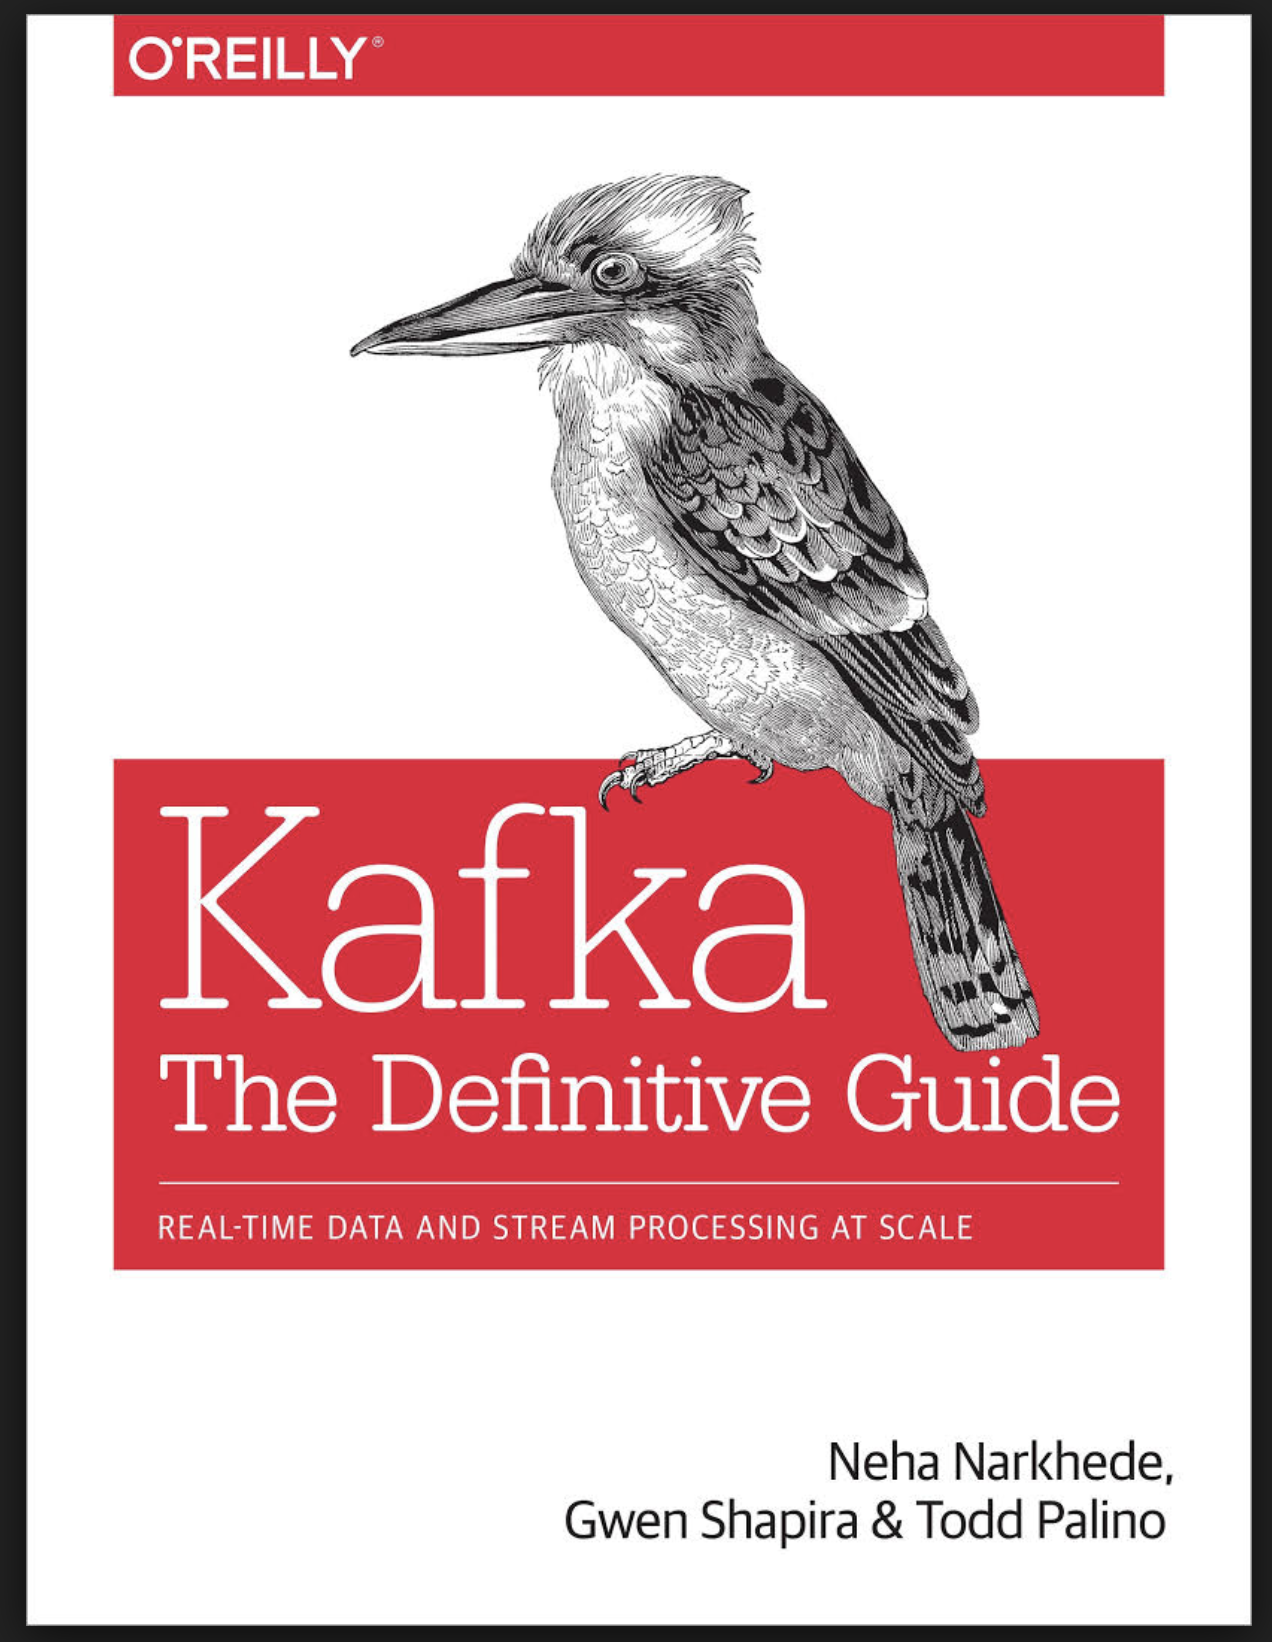 O'REILLY®
Kafka
The Definitive Guide
REAL-TIME DATA AND STREAM PROCESSING AT SCALE
Neha Narkhede,
Gwen Shapira & Todd Palino